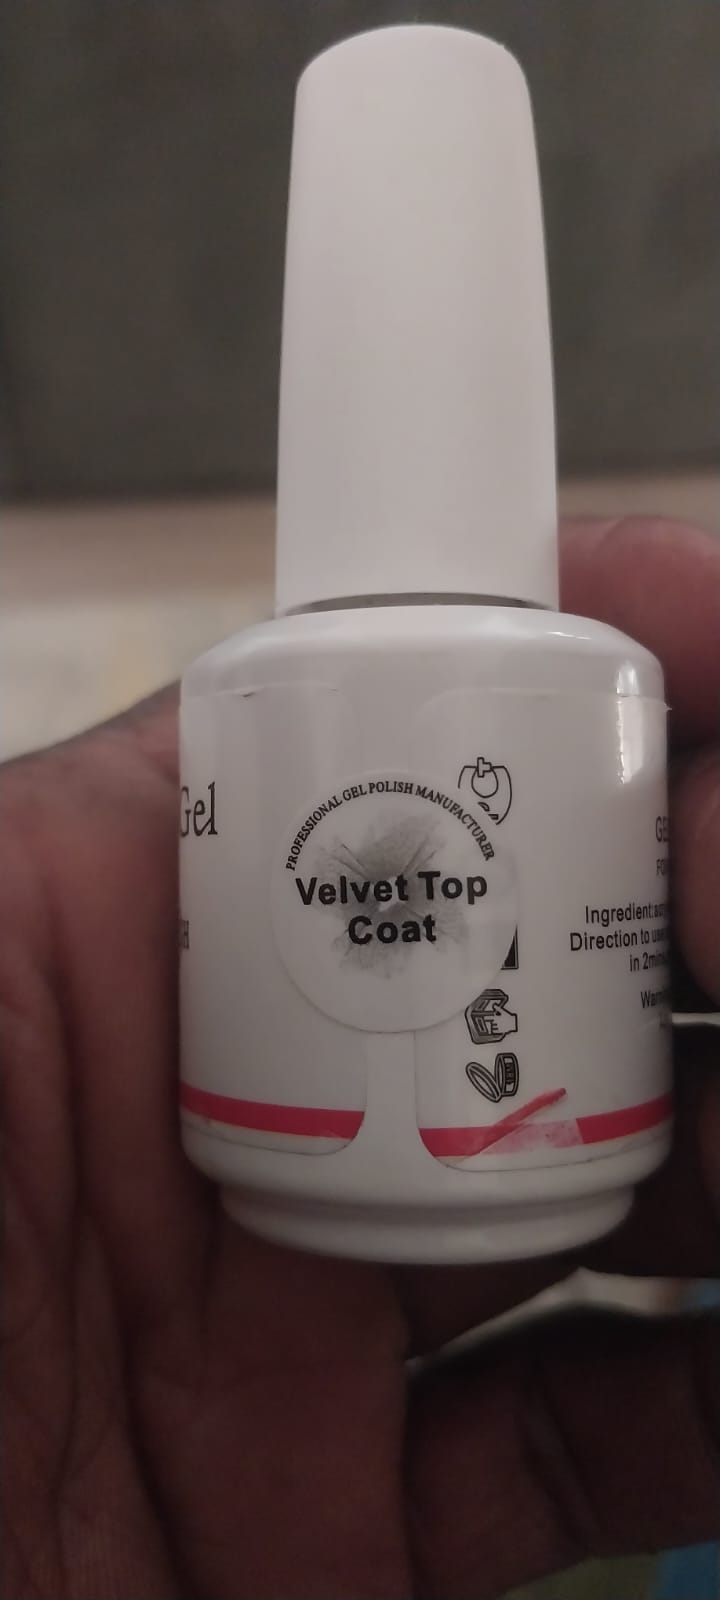 Gel
PROFESSIONAL GEL POLISH MANUFACTURER
Velvet Top
Coat
Ingredient:
Direction to use
in 2min